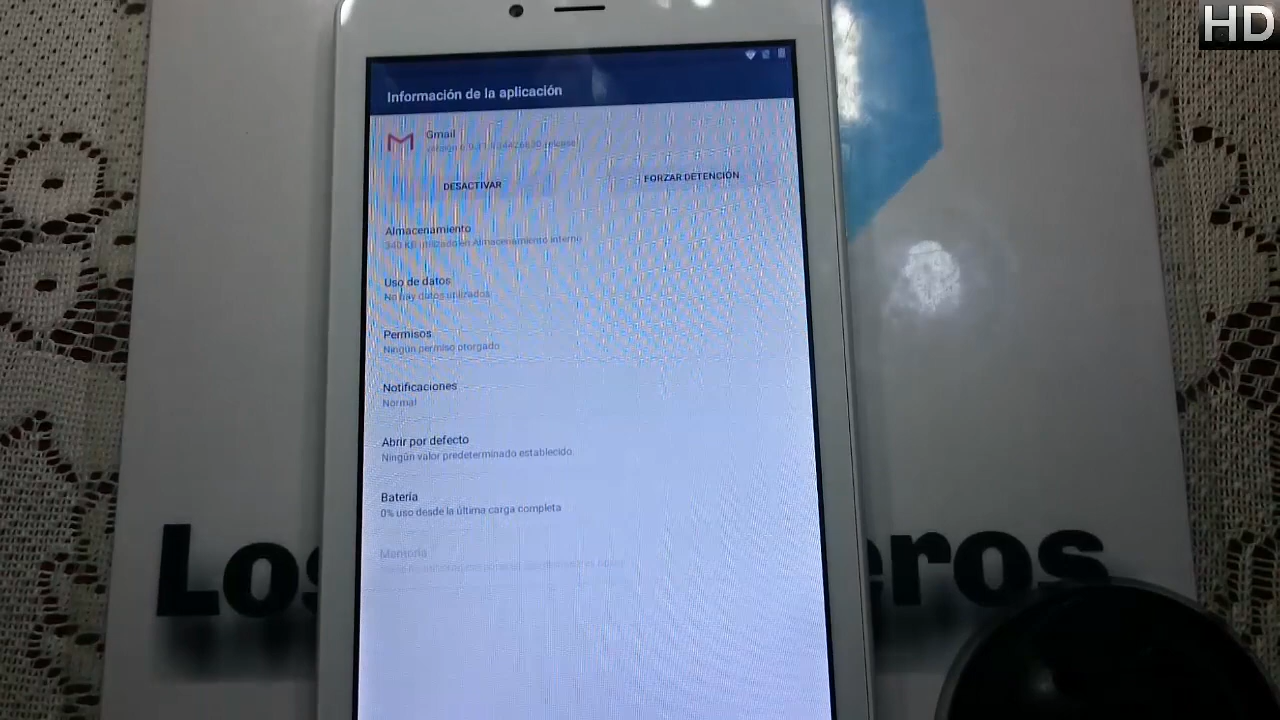 HD
Información de la aplicación
Gmail
DESACTIVAR
FORZAR DETENCIÓN
Almacenamiento
340 KB utilizado en Almacenamiento interno
Uso de datos
No hay datos utilizados
Permisos
Ningún permiso otorgado
Notificaciones
Normal
Abrir por defecto
Ningún valor predeterminado establecido.
Batería
0% uso desde la última carga completa
Memoria
Los
eros